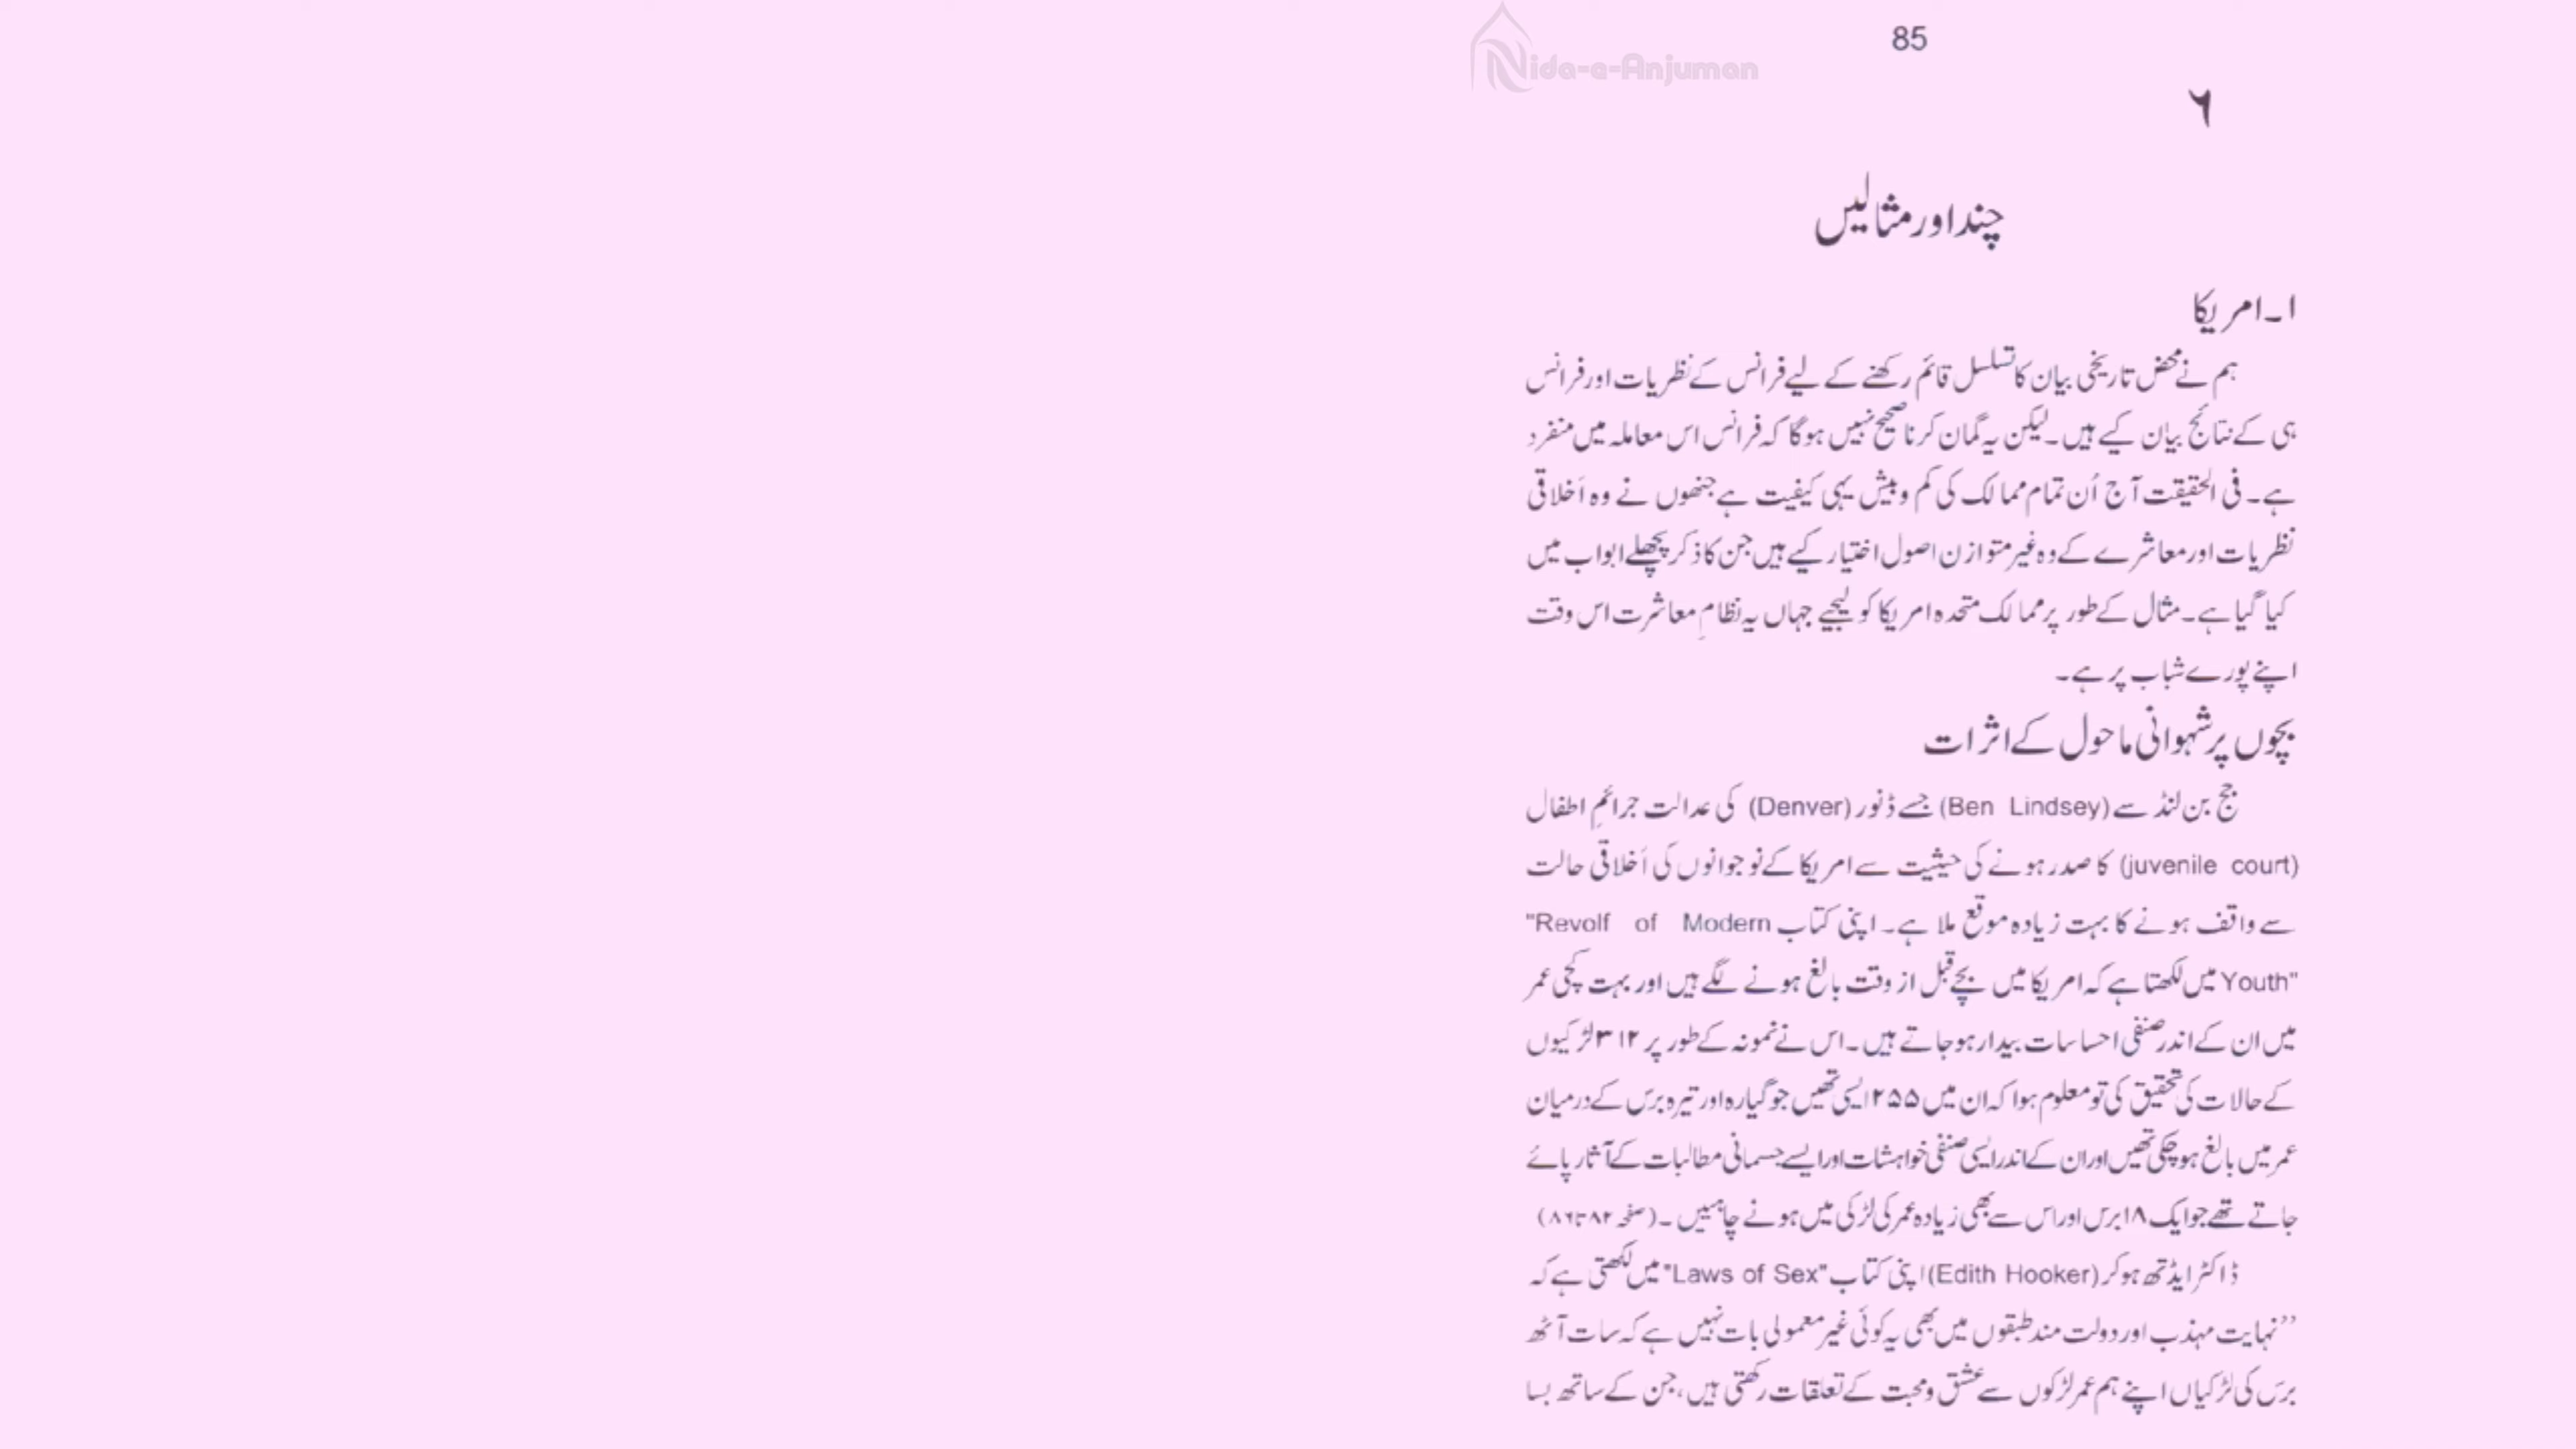 85
Nida-e-Anjuman
۶
چند اور مثالیں
۱۔ امریکا
ہم نے محض تاریخی بیان کا تسلسل قائم رکھنے کے لیے فرانس کے نظریات اور فرانس
ہی کے نتائج بیان کیے ہیں۔ لیکن یہ گمان کرنا صحیح نہیں ہوگا کہ فرانس اس معاملہ میں منفرد
ہے۔ فی الحقیقت آج اُن تمام ممالک کی کم و بیش یہی کیفیت ہے جنھوں نے وہ اَخلاقی
نظریات اور معاشرے کے وہ غیر متوازن اصول اختیار کیے ہیں جن کا ذکر پچھلے ابواب میں
کیا گیا ہے۔ مثال کے طور پر ممالک متحدہ امریکا کو لیجیے جہاں یہ نظامِ معاشرت اس وقت
اپنے پورے شباب پر ہے۔
بچوں پر شہوانی ماحول کے اثرات
جج بن لنڈ سے (Ben Lindsey) جسے ڈنور (Denver) کی عدالت جرائمِ اطفال
(juvenile court) کا صدر ہونے کی حیثیت سے امریکا کے نوجوانوں کی اَخلاقی حالت
سے واقف ہونے کا بہت زیادہ موقع ملا ہے۔ اپنی کتاب "Revolf of Modern
Youth" میں لکھتا ہے کہ امریکا میں بچے قبل از وقت بالغ ہونے لگے ہیں اور بہت کچی عمر
میں ان کے اندر صنفی احساسات بیدار ہو جاتے ہیں۔ اس نے نمونہ کے طور پر ۳۱۲ لڑکیوں
کے حالات کی تحقیق کی تو معلوم ہوا کہ ان میں ۲۵۵ ایسی تھیں جو گیارہ اور تیرہ برس کے درمیان
عمر میں بالغ ہو چکی تھیں اور ان کے اندر ایسی صنفی خواہشات اور ایسے جسمانی مطالبات کے آثار پائے
جاتے تھے جو ایک ۱۸ برس اور اس سے بھی زیادہ عمر کی لڑکی میں ہونے چاہییں۔ (صفحہ ۸۲ تا ۸۶)
ڈاکٹر ایڈتھ ہوکر (Edith Hooker) اپنی کتاب "Laws of Sex" میں لکھتی ہے کہ
’’نہایت مہذب اور دولت مند طبقوں میں بھی یہ کوئی غیر معمولی بات نہیں ہے کہ سات آٹھ
برس کی لڑکیاں اپنے ہم عمر لڑکوں سے عشق و محبت کے تعلقات رکھتی ہیں، جن کے ساتھ بسا